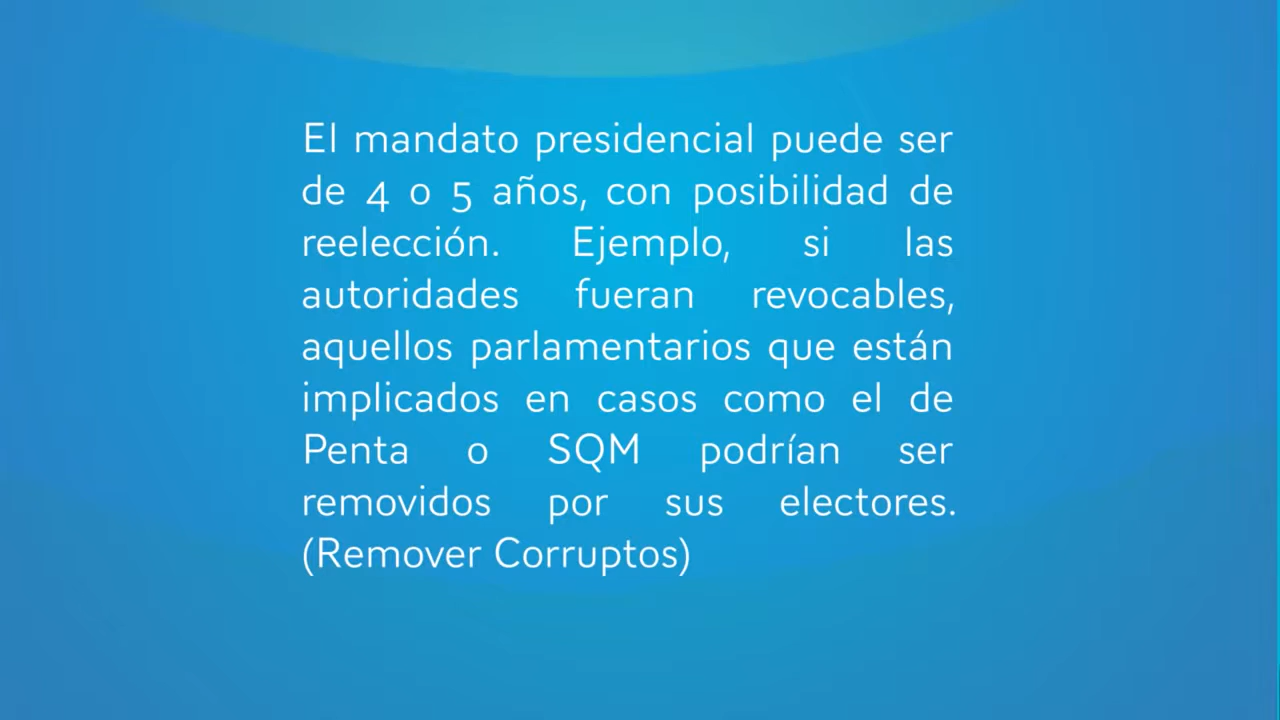 El mandato presidencial puede ser
de 4 o 5 años, con posibilidad de
reelección. Ejemplo, si las
autoridades fueran revocables,
aquellos parlamentarios que están
implicados en casos como el de
Penta o SQM podrían ser
removidos por sus electores.
(Remover Corruptos)